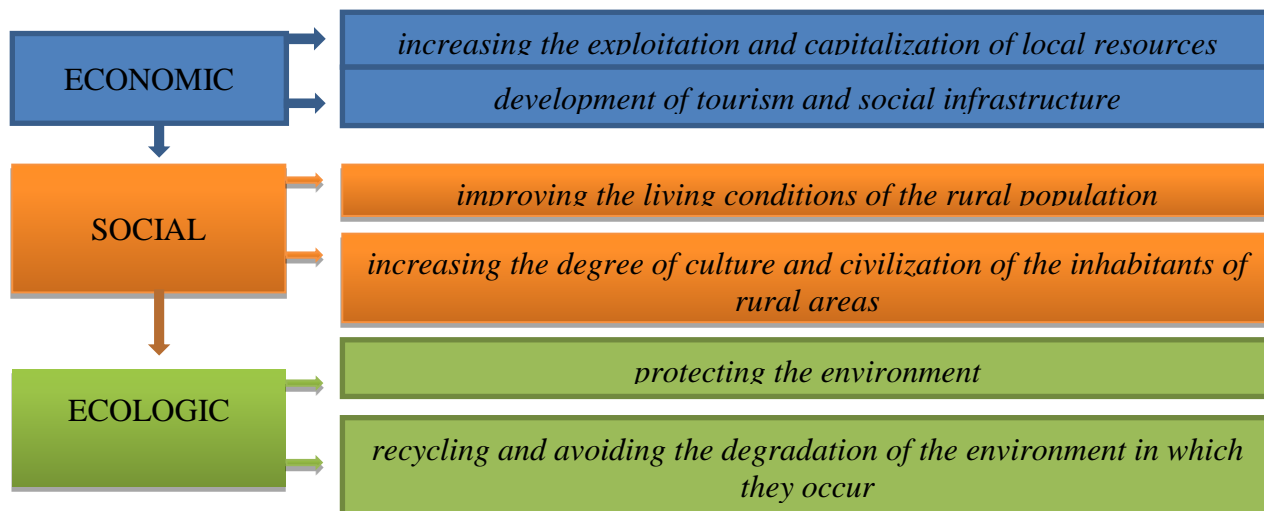 ECONOMIC
increasing the exploitation and capitalization of local resources
development of tourism and social infrastructure
SOCIAL
improving the living conditions of the rural population
increasing the degree of culture and civilization of the inhabitants of
rural areas
ECOLOGIC
protecting the environment
recycling and avoiding the degradation of the environment in which
they occur